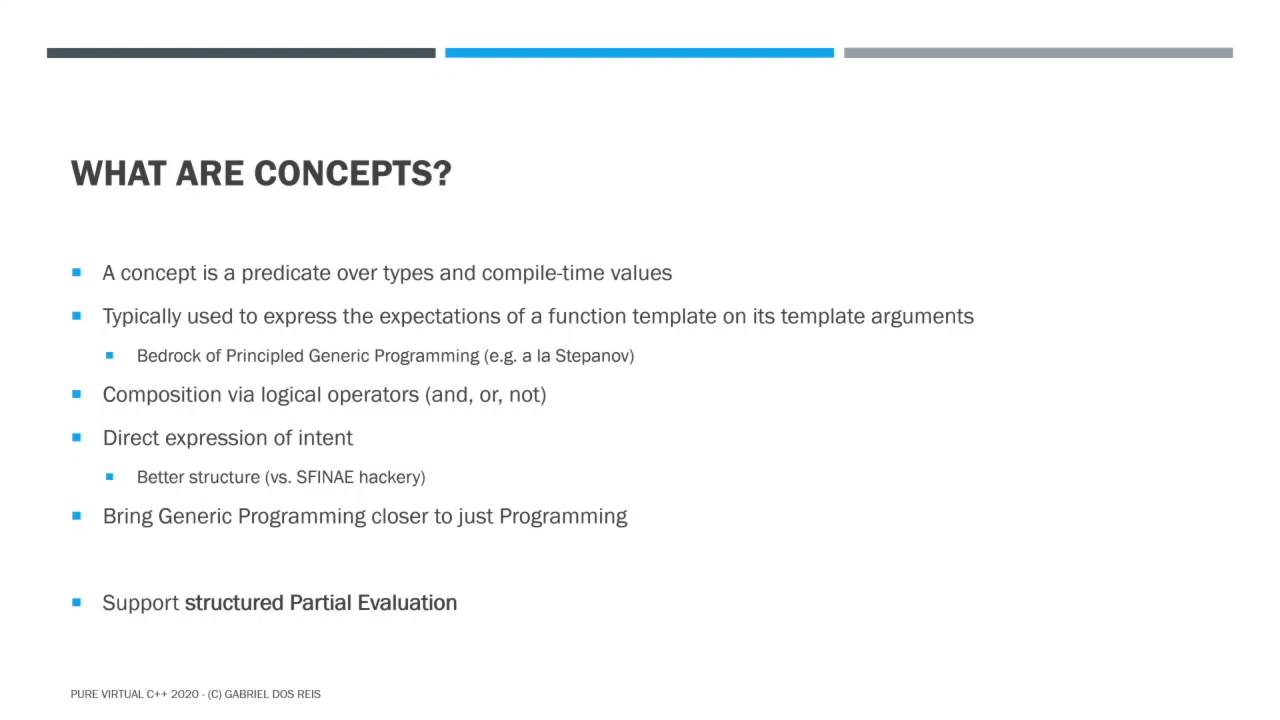 WHAT ARE CONCEPTS?
A concept is a predicate over types and compile-time values
Typically used to express the expectations of a function template on its template arguments
Bedrock of Principled Generic Programming (e.g. a la Stepanov)
Composition via logical operators (and, or, not)
Direct expression of intent
Better structure (vs. SFINAE hackery)
Bring Generic Programming closer to just Programming
Support structured Partial Evaluation
PURE VIRTUAL C++ 2020 - (C) GABRIEL DOS REIS